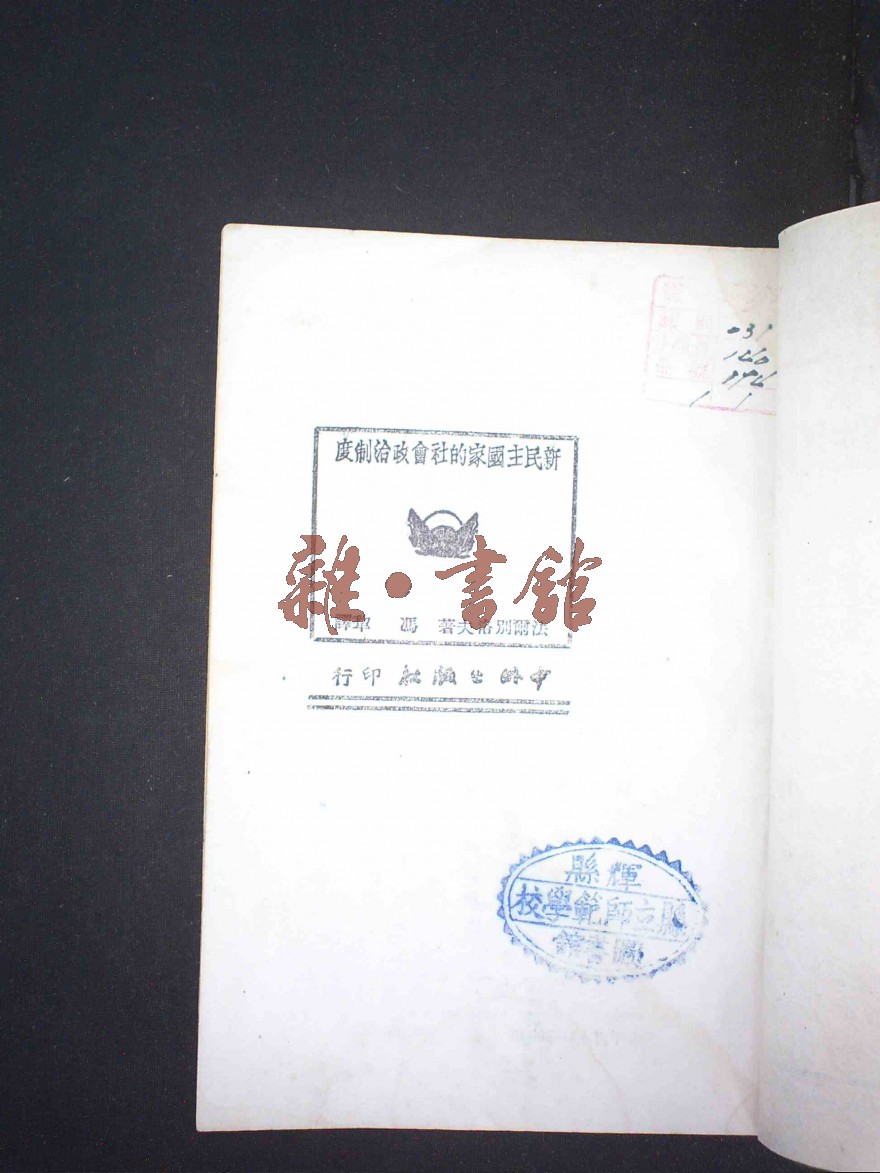 031
新民主國家的社會政治制度
雜·書館
法爾別洛夫著 馮 譯
中外出版社印行
輝縣
縣立師範學校
圖書館